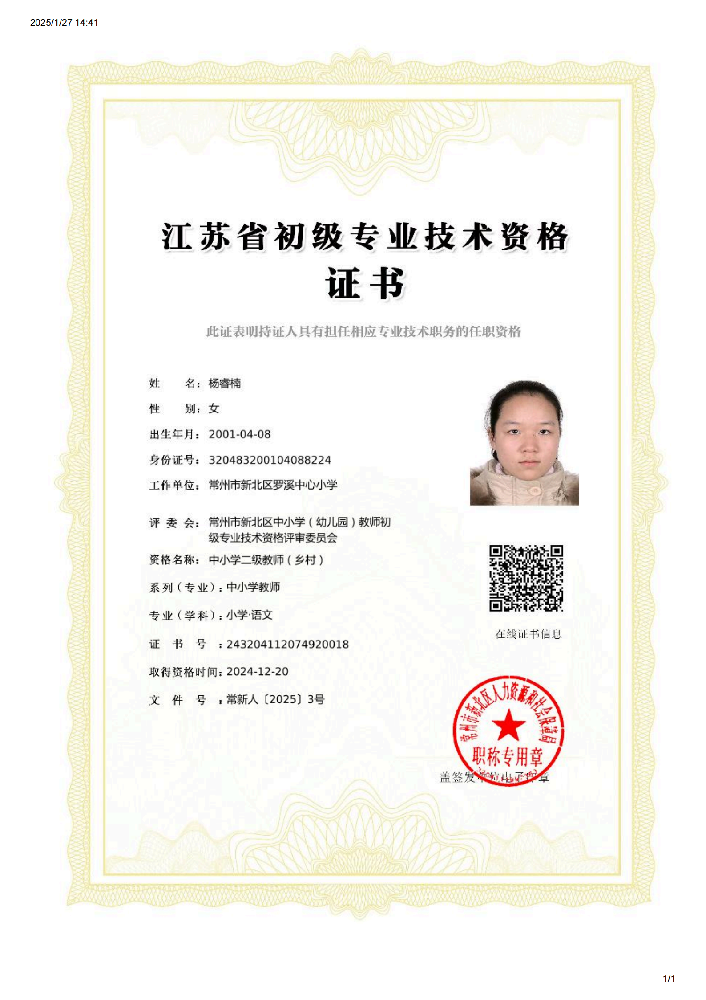 2025/1/27 14:41
江苏省初级专业技术资格
证书
此证表明持证人具有担任相应专业技术职务的任职资格
姓 名：杨睿楠
性 别：女
出生年月：2001-04-08
身份证号：320483200104088224
工作单位：常州市新北区罗溪中心小学
评 委 会：常州市新北区中小学（幼儿园）教师初
级专业技术资格评审委员会
资格名称：中小学二级教师（乡村）
系列（专业）：中小学教师
专业（学科）：小学·语文
证 书 号 ：243204112074920018
取得资格时间：2024-12-20
文 件 号 ：常新人〔2025〕3号
在线证书信息
常州市新北区人力资源和社会保障局
职称专用章
盖签发单位电子印章
1/1